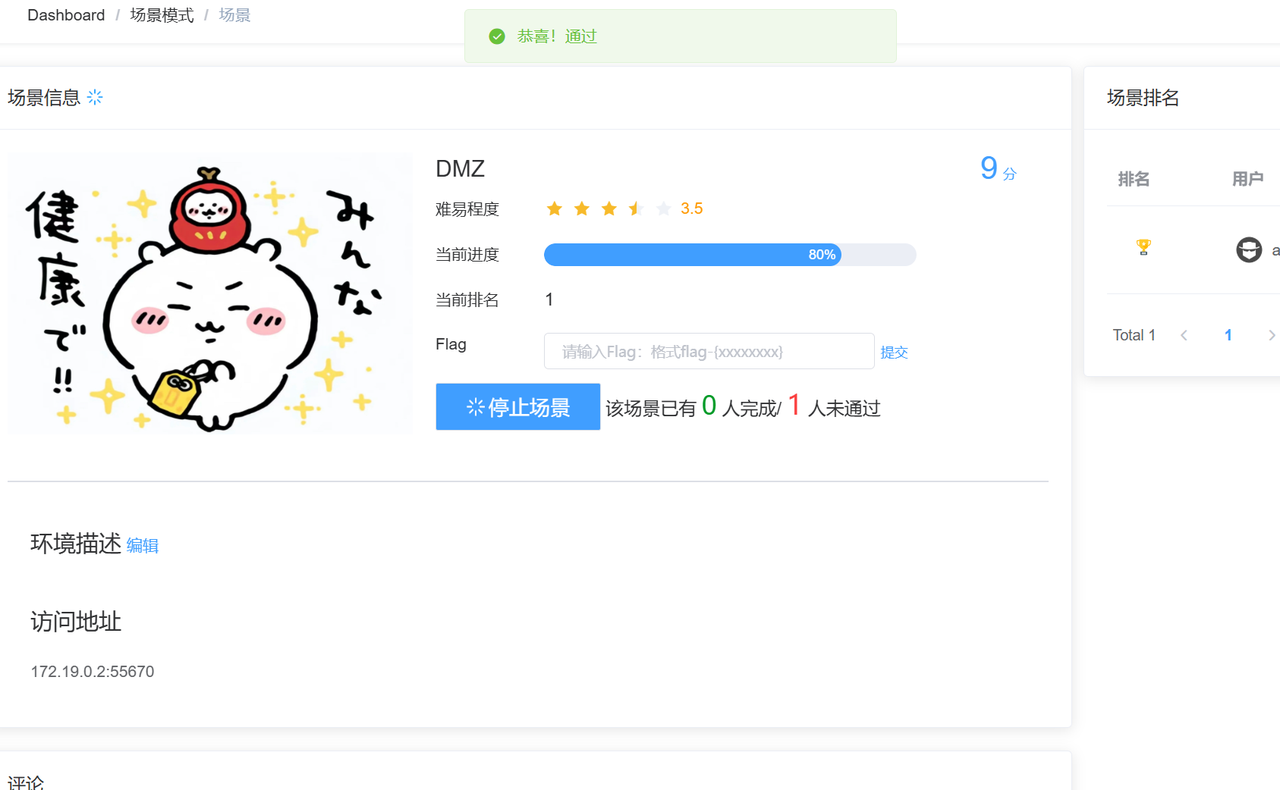 Dashboard / 场景模式 / 场景
恭喜！通过
场景信息
健康で!!
みんな
DMZ
9 分
难易程度 3.5
当前进度 80%
当前排名 1
Flag 请输入Flag：格式flag-{xxxxxxxx} 提交
停止场景 该场景已有 0 人完成/ 1 人未通过
环境描述 编辑
访问地址
172.19.0.2:55670
评论
场景排名
排名 用户
a
Total 1 1